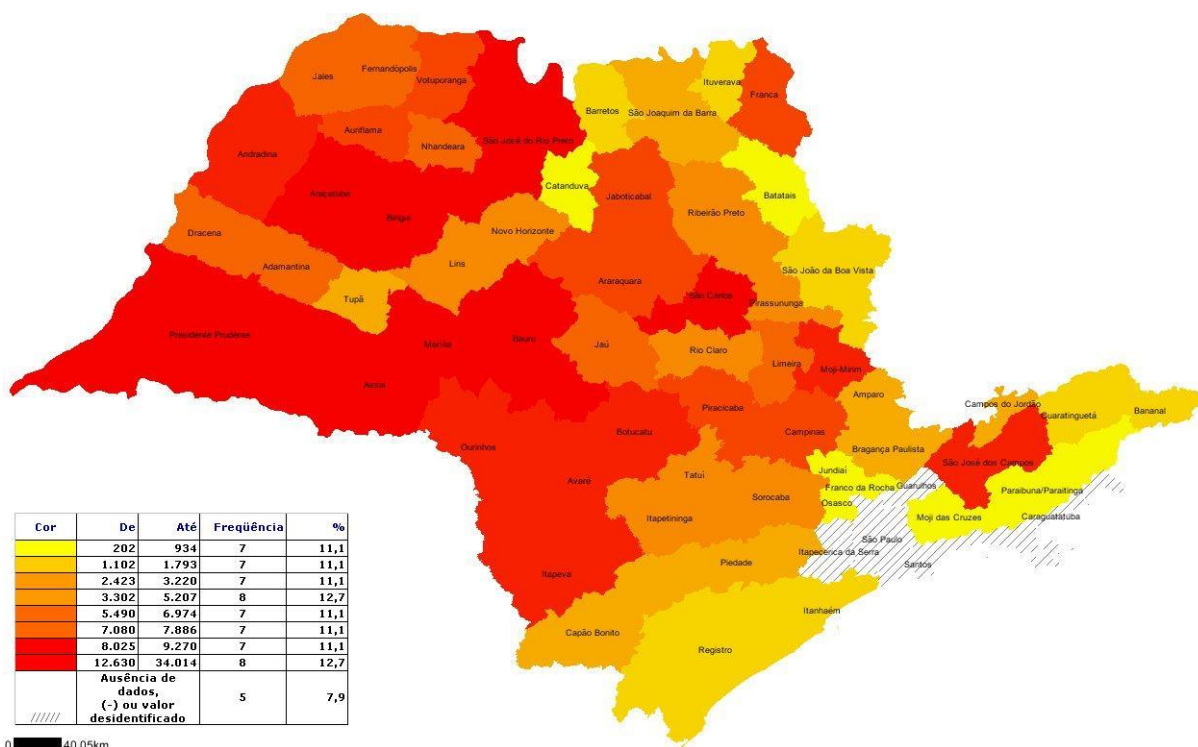 Jales
Fernandópolis
Votuporanga
Ituverava
Franca
Barretos
São Joaquim da Barra
Auriflama
Nhandeara
São José do Rio Preto
Andradina
Catanduva
Jaboticabal
Batatais
Araçatuba
Birigui
Ribeirão Preto
Dracena
Novo Horizonte
Adamantina
Lins
São João da Boa Vista
Araraquara
Tupã
São Carlos
Pirassununga
Presidente Prudente
Marília
Bauru
Jaú
Rio Claro
Limeira
Moji-Mirim
Assis
Amparo
Campos do Jordão
Guaratinguetá
Bananal
Piracicaba
Botucatu
Campinas
Ourinhos
Bragança Paulista
São José dos Campos
Avaré
Tatuí
Jundiaí
Franco da Rocha
Guarulhos
Paraibuna/Paraitinga
Sorocaba
Osasco
Itapetininga
Moji das Cruzes
Caraguatatuba
São Paulo
Itapecerica da Serra
Santos
Piedade
Itapeva
Itanhaém
Capão Bonito
Registro
Cor De Até Freqüência %
202 934 7 11,1
1.102 1.793 7 11,1
2.423 3.220 7 11,1
3.302 5.207 8 12,7
5.490 6.974 7 11,1
7.080 7.886 7 11,1
8.025 9.270 7 11,1
12.630 34.014 8 12,7
Ausência de
dados,
(-) ou valor
desidentificado
5 7,9
0 40.05km